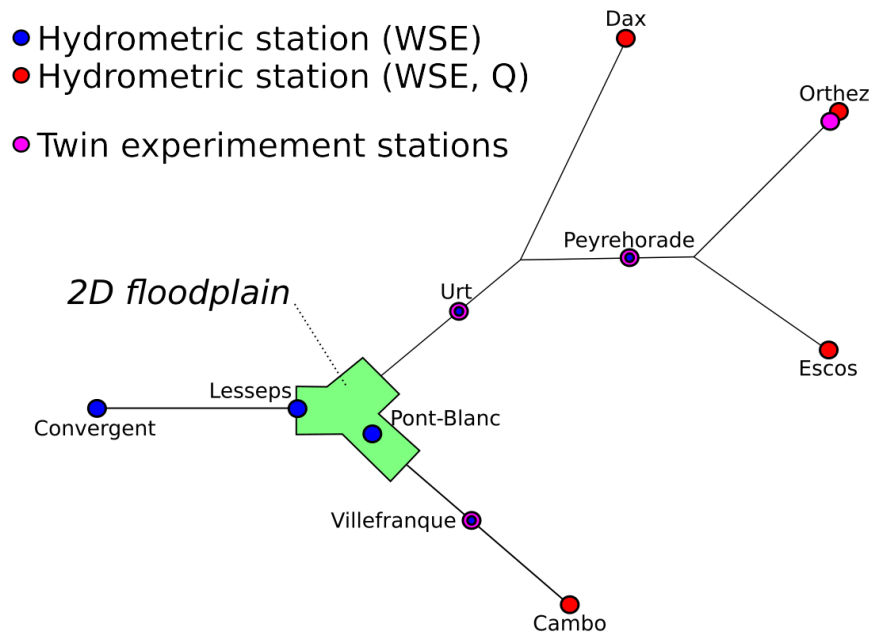 Hydrometric station (WSE)
Hydrometric station (WSE, Q)
Twin experimement stations
Dax
Orthez
Peyrehorade
2D floodplain
Urt
Escos
Lesseps
Pont-Blanc
Convergent
Villefranque
Cambo